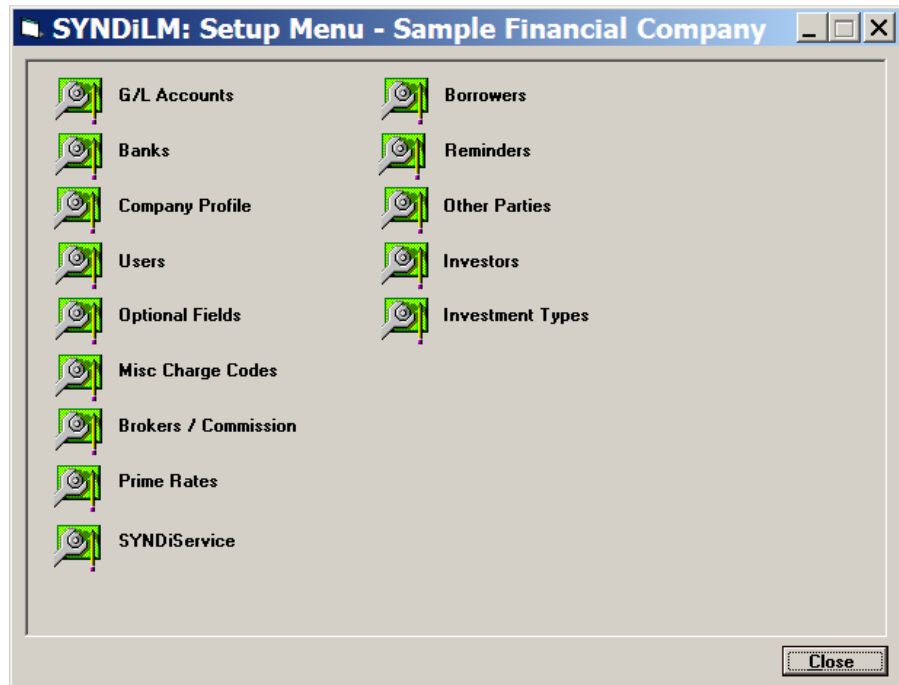 SYNDiLM: Setup Menu - Sample Financial Company
G/L Accounts
Banks
Company Profile
Users
Optional Fields
Misc Charge Codes
Brokers / Commission
Prime Rates
SYNDiService
Borrowers
Reminders
Other Parties
Investors
Investment Types
Close